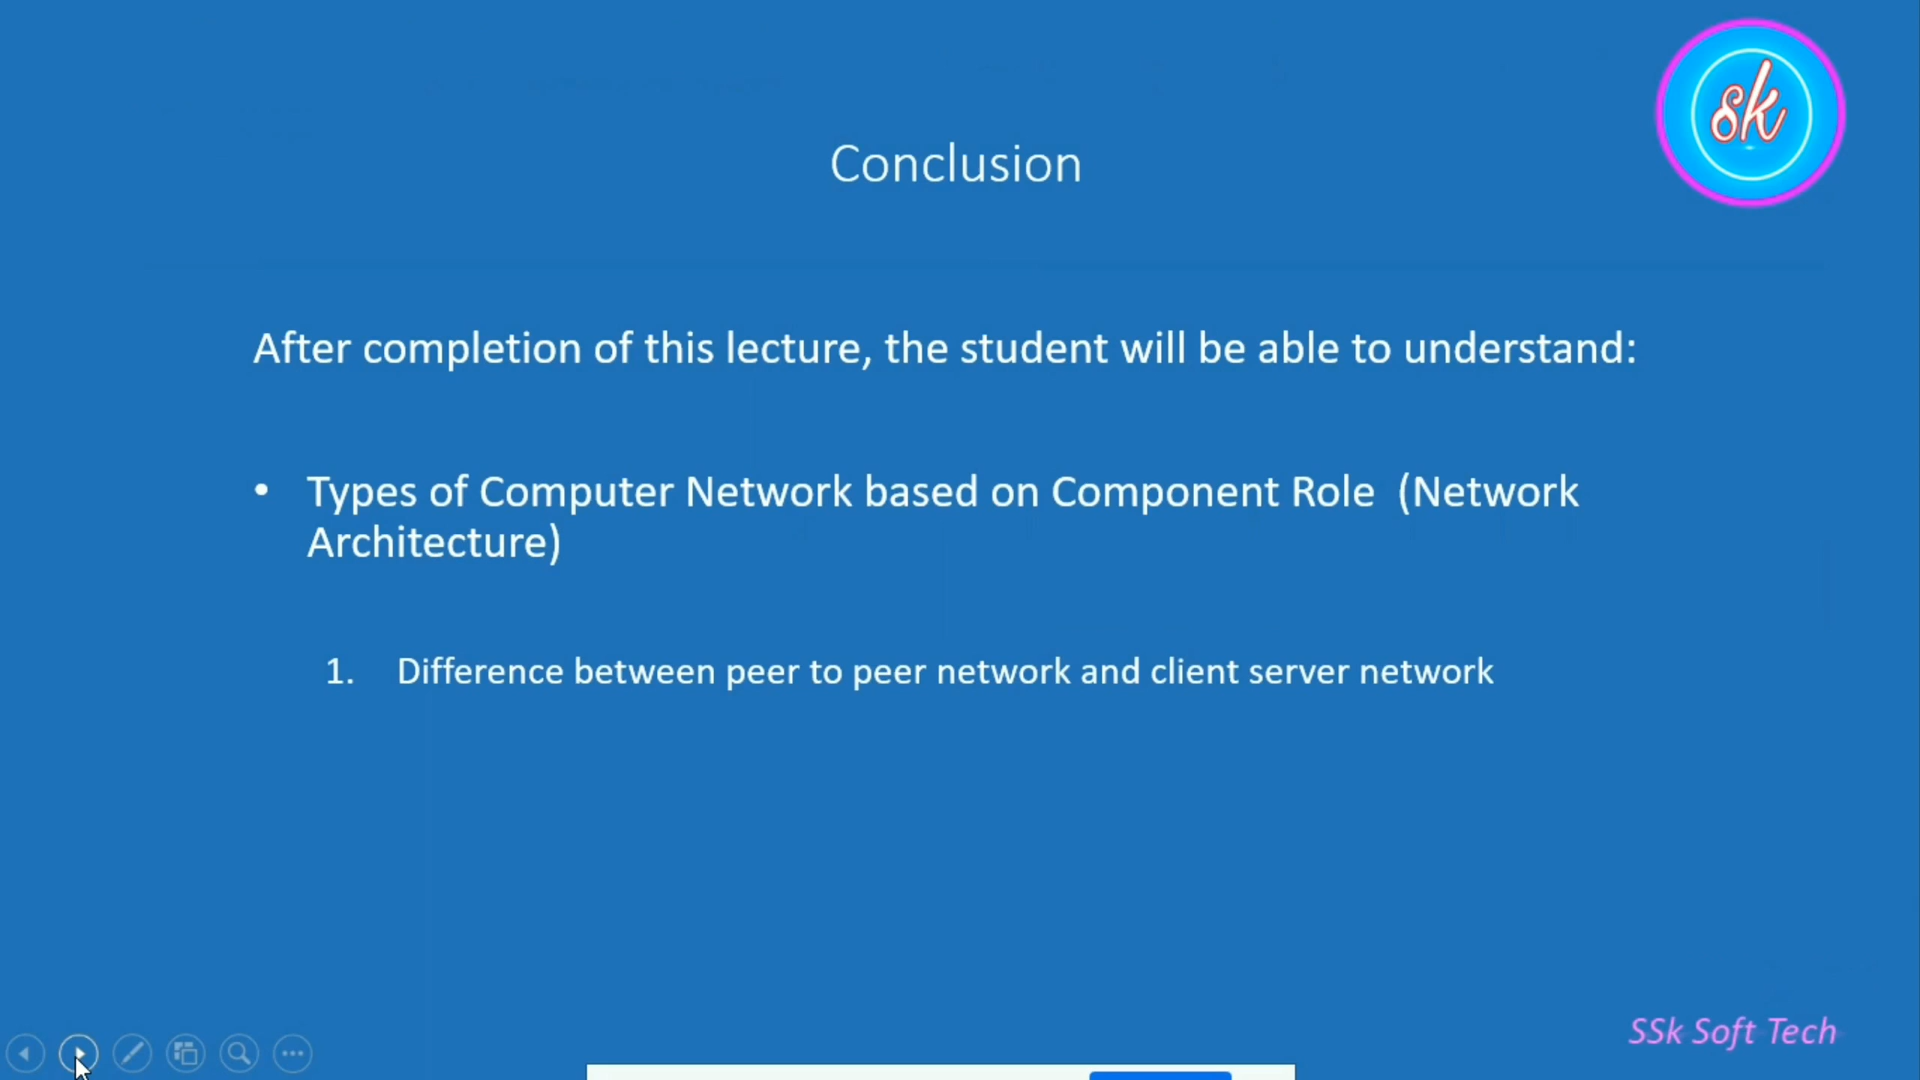 sk
Conclusion
After completion of this lecture, the student will be able to understand:
• Types of Computer Network based on Component Role (Network
Architecture)
1. Difference between peer to peer network and client server network
SSk Soft Tech